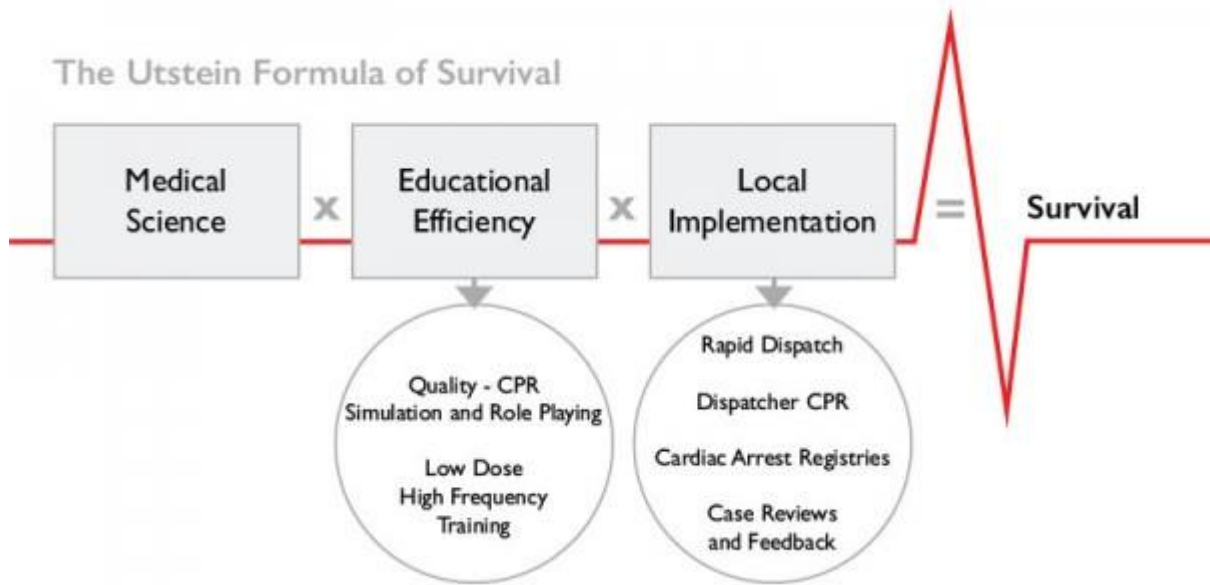 The Utstein Formula of Survival
Medical
Science
x
Educational
Efficiency
x
Local
Implementation
=
Survival
Quality - CPR
Simulation and Role Playing
Low Dose
High Frequency
Training
Rapid Dispatch
Dispatcher CPR
Cardiac Arrest Registries
Case Reviews
and Feedback